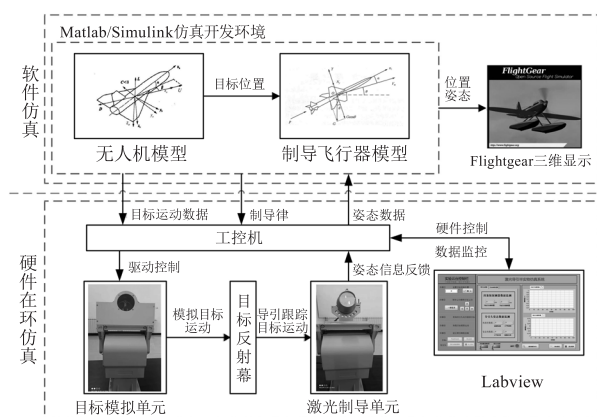 Matlab/Simulink仿真开发环境
软件仿真
目标位置
无人机模型
制导飞行器模型
位置
姿态
FlightGear
Open Source Flight Simulator
Flightgear三维显示
目标运动数据
制导律
姿态数据
工控机
硬件控制
数据监控
硬件在环仿真
驱动控制
姿态信息反馈
模拟目标
运动
目标反射幕
导引跟踪
目标运动
目标模拟单元
激光制导单元
Labview